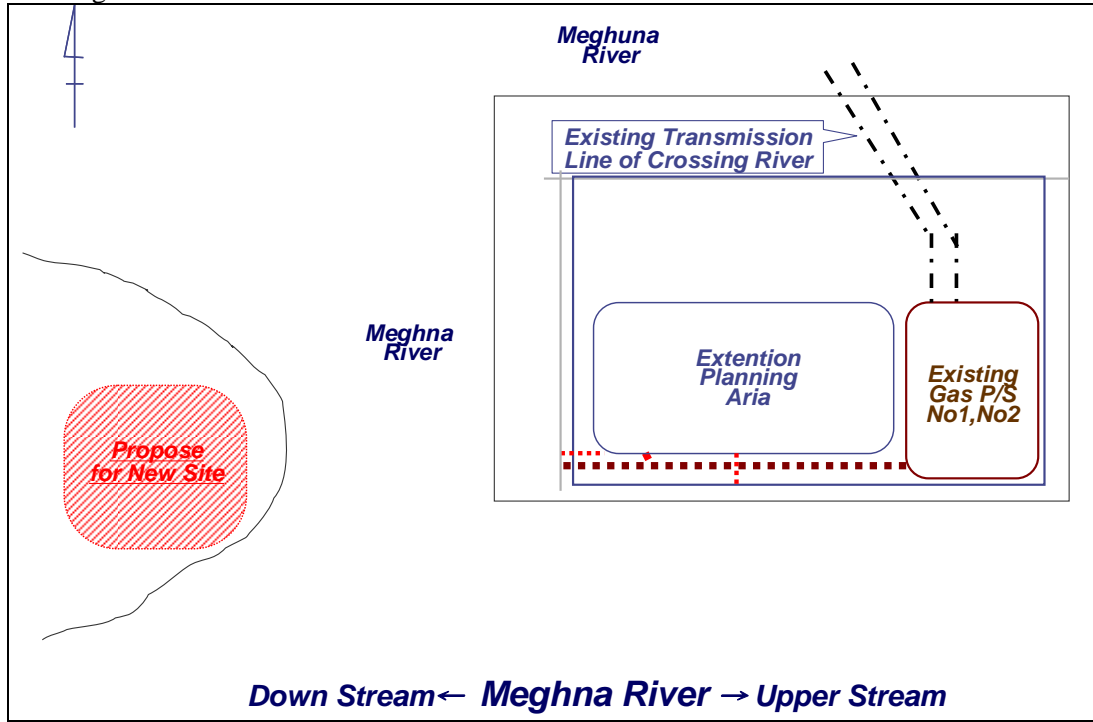 Meghuna
River
Existing Transmission
Line of Crossing River
Meghna
River
Extention
Planning
Aria
Existing
Gas P/S
No1,No2
Propose
for New Site
Down Stream← Meghna River → Upper Stream